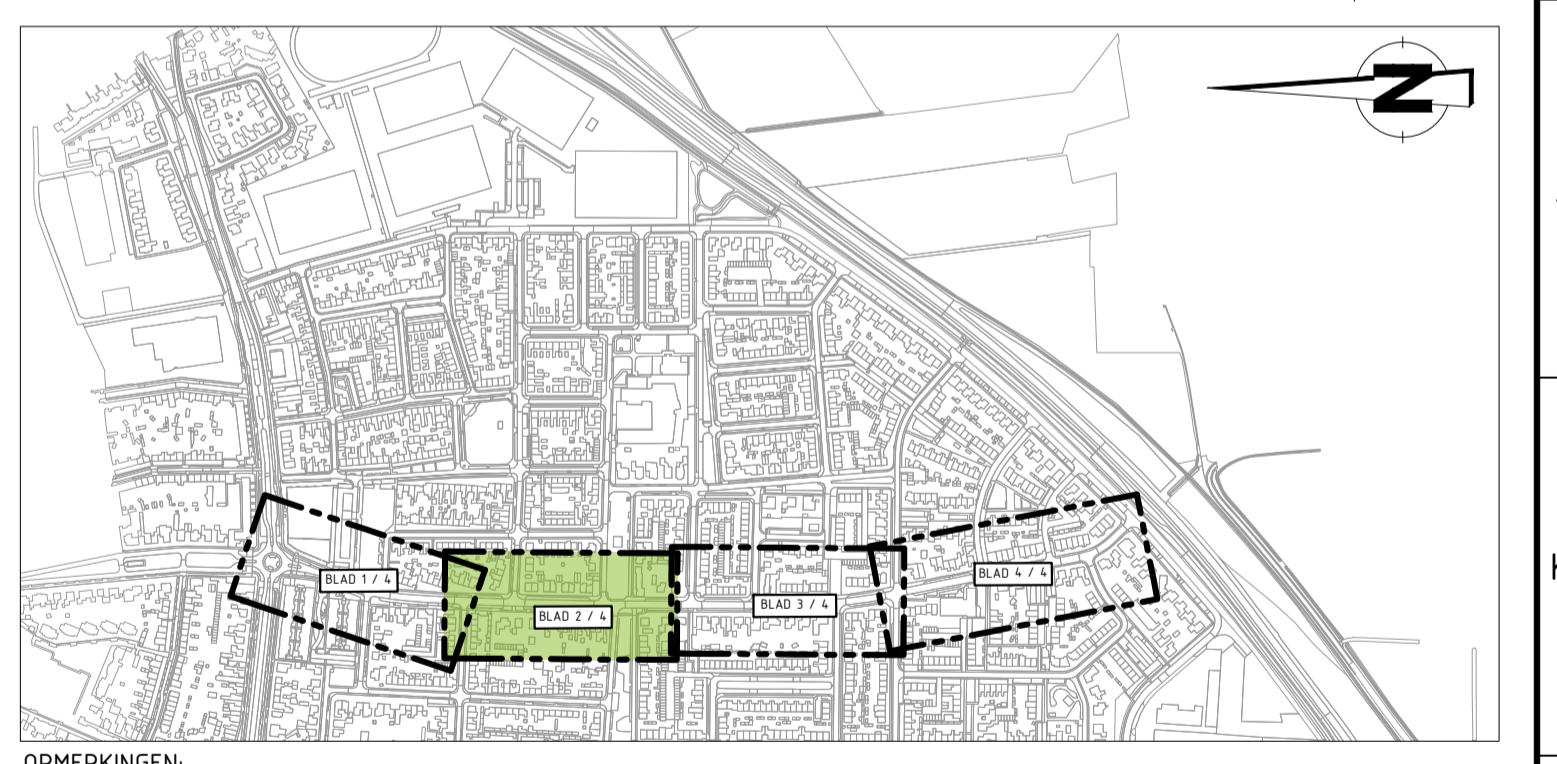 N
BLAD 1 / 4
BLAD 2 / 4
BLAD 3 / 4
BLAD 4 / 4
OPMERKINGEN: